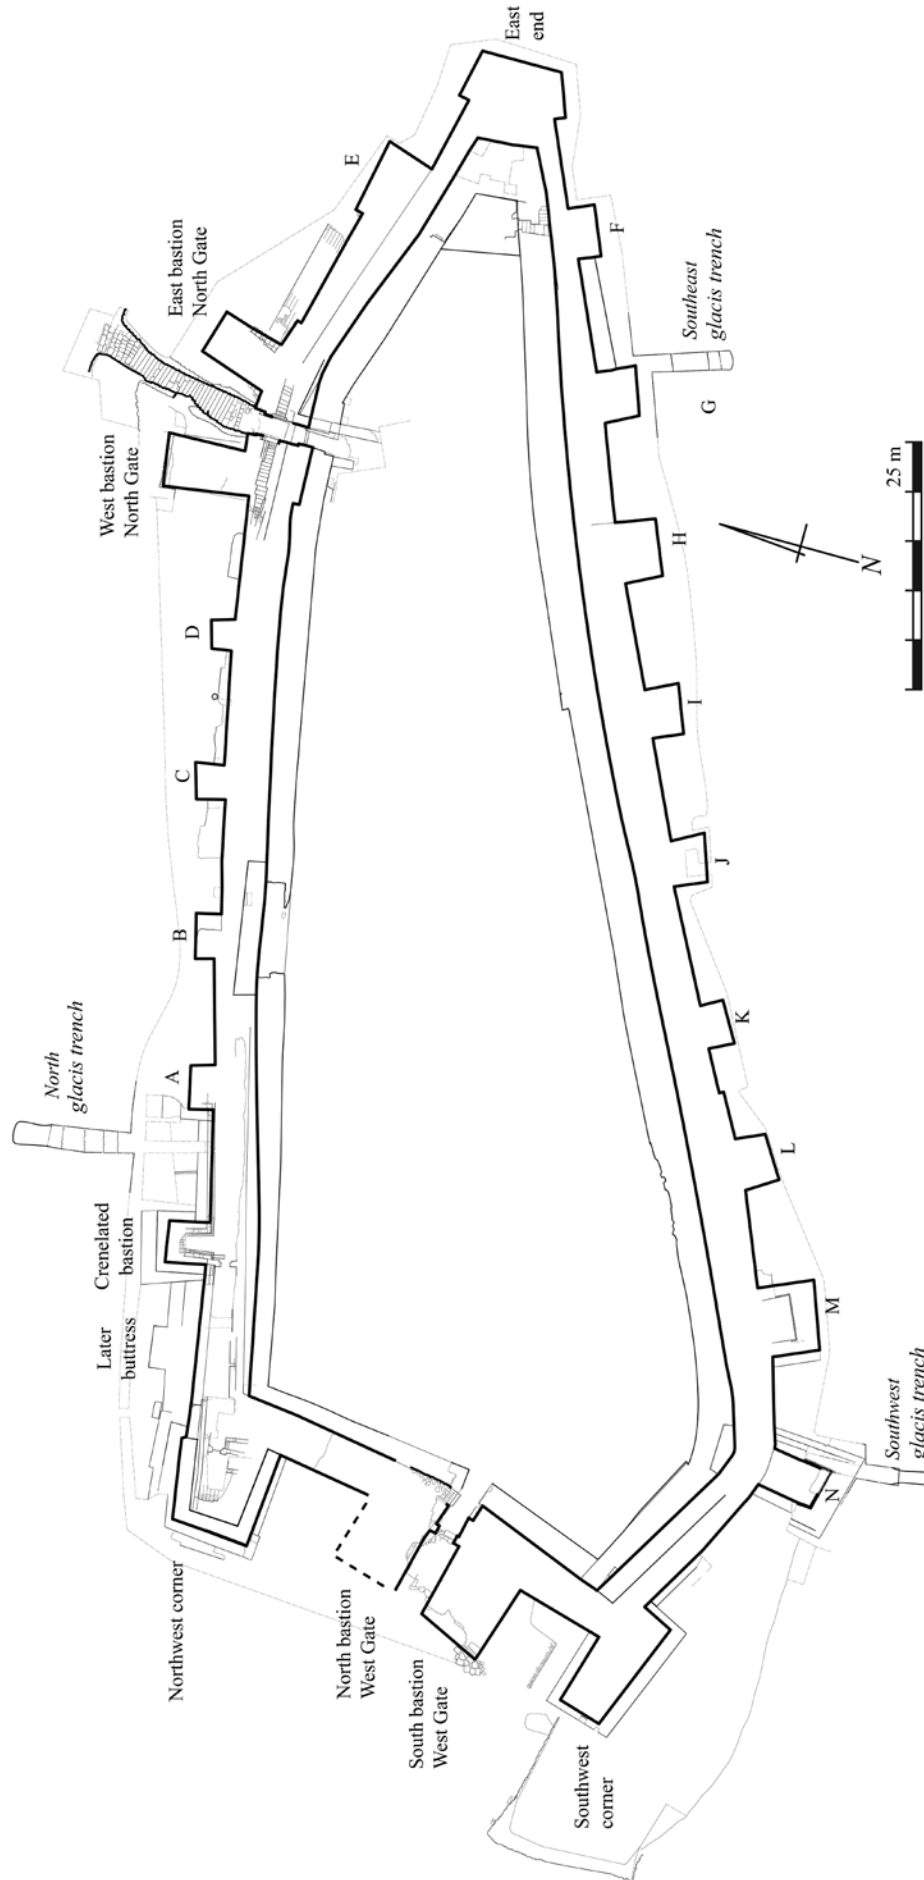 North
glacis trench
Later
buttress
Crenelated
bastion
A
B
C
D
West bastion
North Gate
East bastion
North Gate
E
East
end
Northwest corner
North bastion
West Gate
South bastion
West Gate
Southwest
corner
Southwest
glacis trench
N
M
L
K
J
I
H
G
F
Southeast
glacis trench
N
25 m